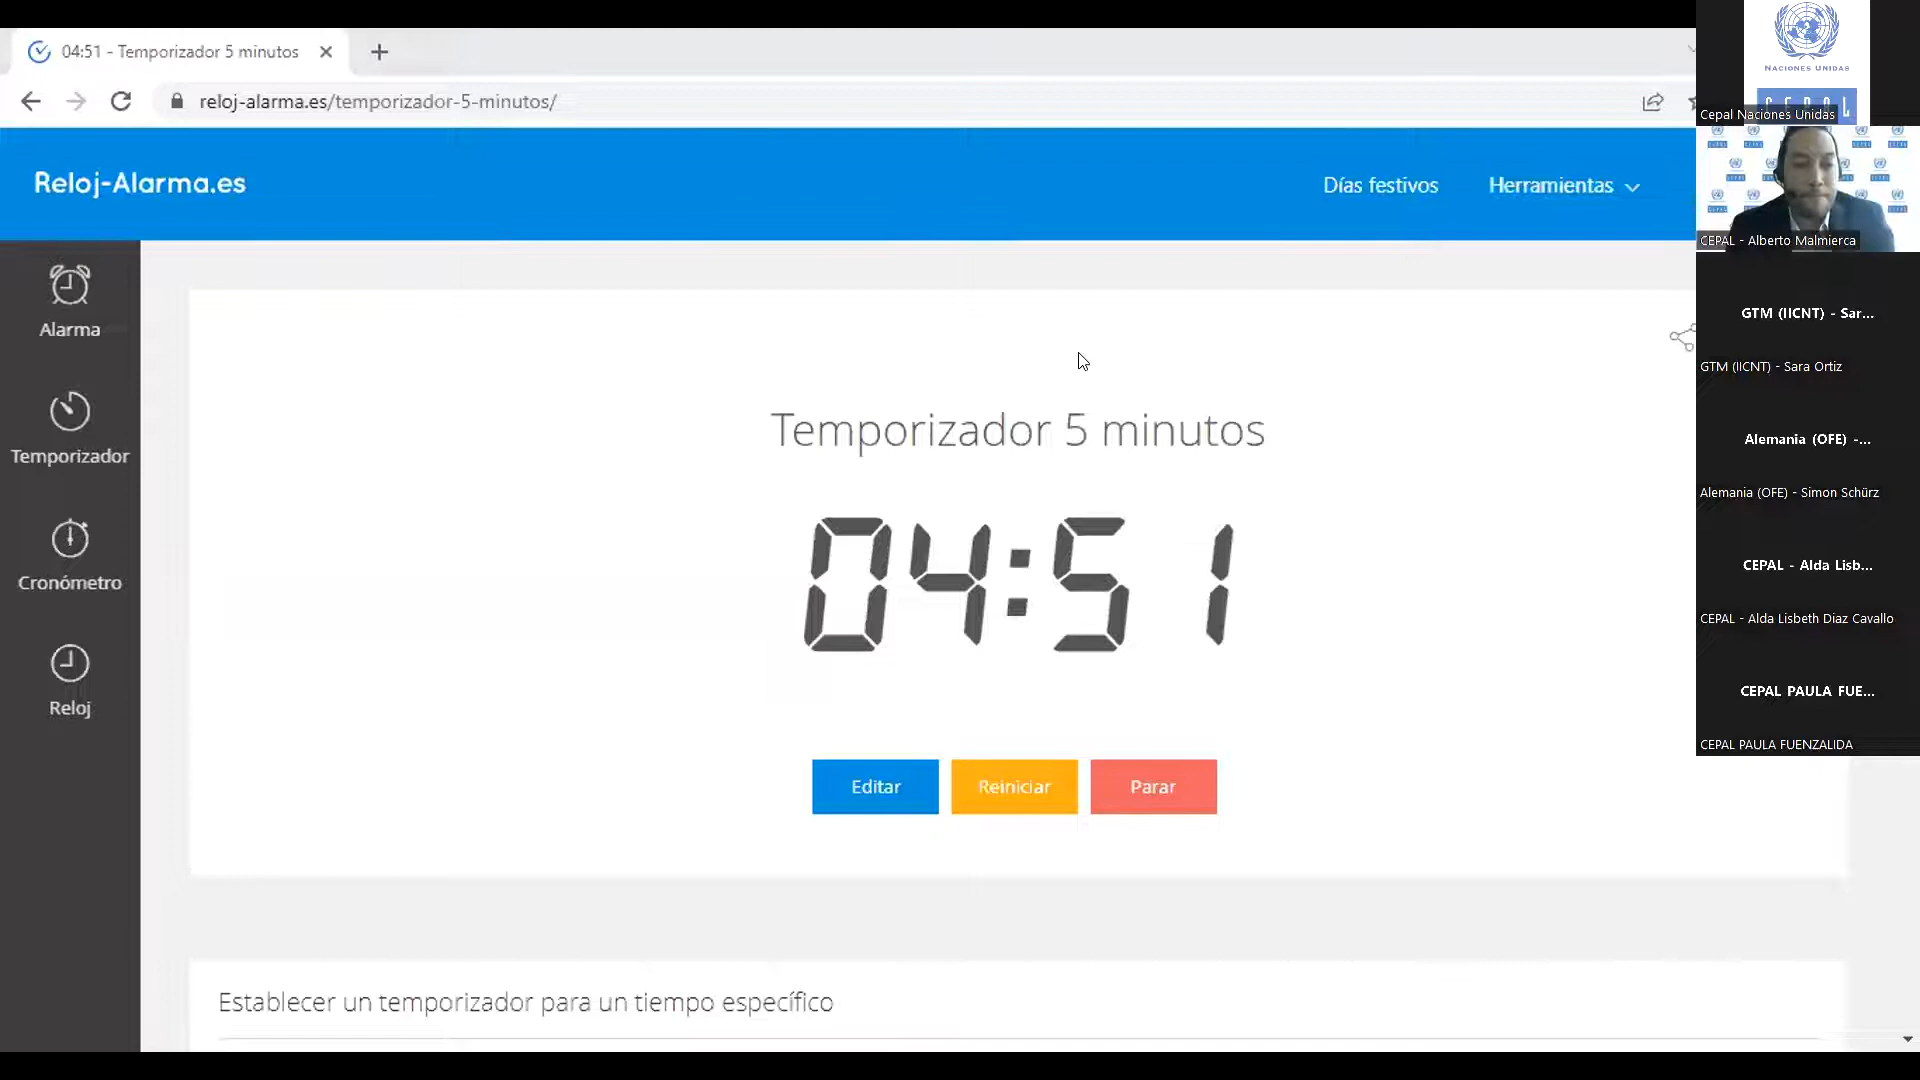 04:51 - Temporizador 5 minutos
reloj-alarma.es/temporizador-5-minutos/
Reloj-Alarma.es
Días festivos
Herramientas
Alarma
Temporizador
Cronómetro
Reloj
Temporizador 5 minutos
04:51
Editar
Reiniciar
Parar
Establecer un temporizador para un tiempo específico
NACIONES UNIDAS
CEPAL
Cepal Naciones Unidas
CEPAL - Alberto Malmierca
GTM (IICNT) - Sar...
GTM (IICNT) - Sara Ortiz
Alemania (OFE) -...
Alemania (OFE) - Simon Schürz
CEPAL - Alda Lisb...
CEPAL - Alda Lisbeth Diaz Cavallo
CEPAL PAULA FUE...
CEPAL PAULA FUENZALIDA